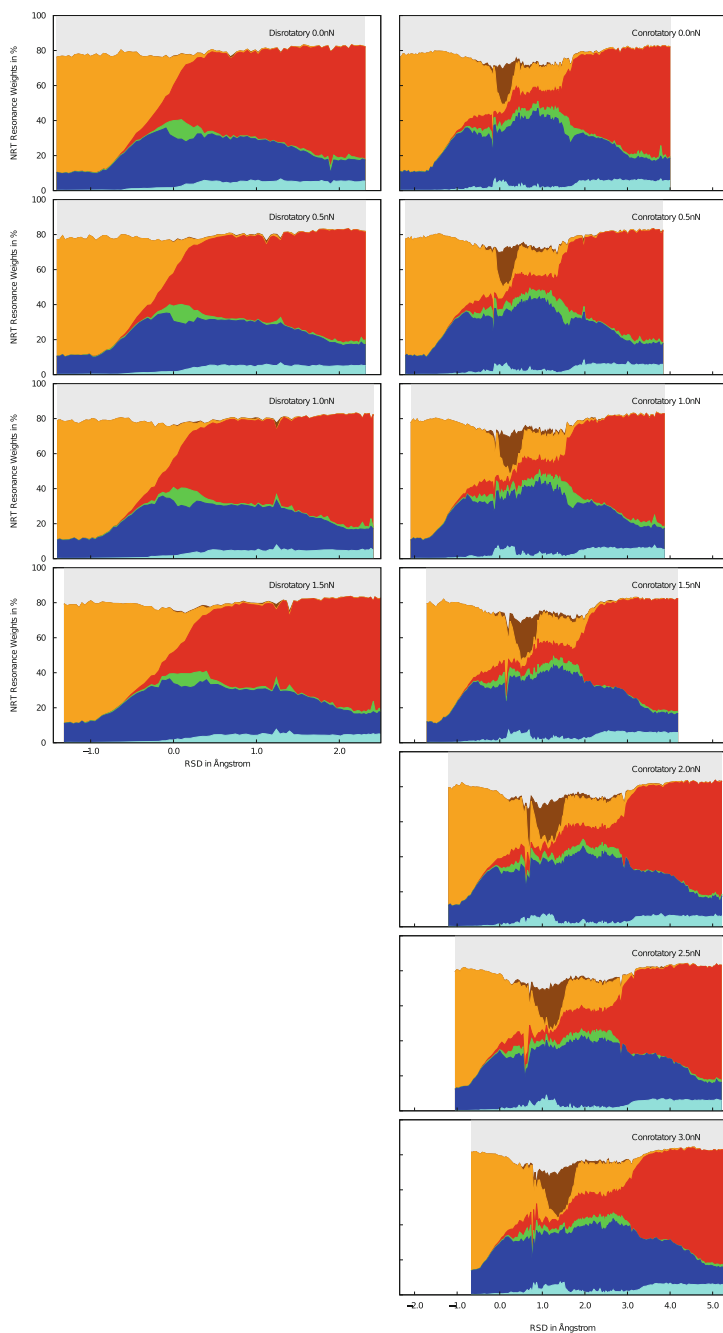 Disrotatory 0.0nN
Conrotatory 0.0nN
NRT Resonance Weights in %
100
80
60
40
20
0
Disrotatory 0.5nN
Conrotatory 0.5nN
NRT Resonance Weights in %
100
80
60
40
20
0
Disrotatory 1.0nN
Conrotatory 1.0nN
NRT Resonance Weights in %
100
80
60
40
20
0
Disrotatory 1.5nN
Conrotatory 1.5nN
NRT Resonance Weights in %
100
80
60
40
20
0
−1.0 0.0 1.0 2.0
RSD in Ångstrom
Conrotatory 2.0nN
Conrotatory 2.5nN
Conrotatory 3.0nN
−2.0 −1.0 0.0 1.0 2.0 3.0 4.0 5.0
RSD in Ångstrom